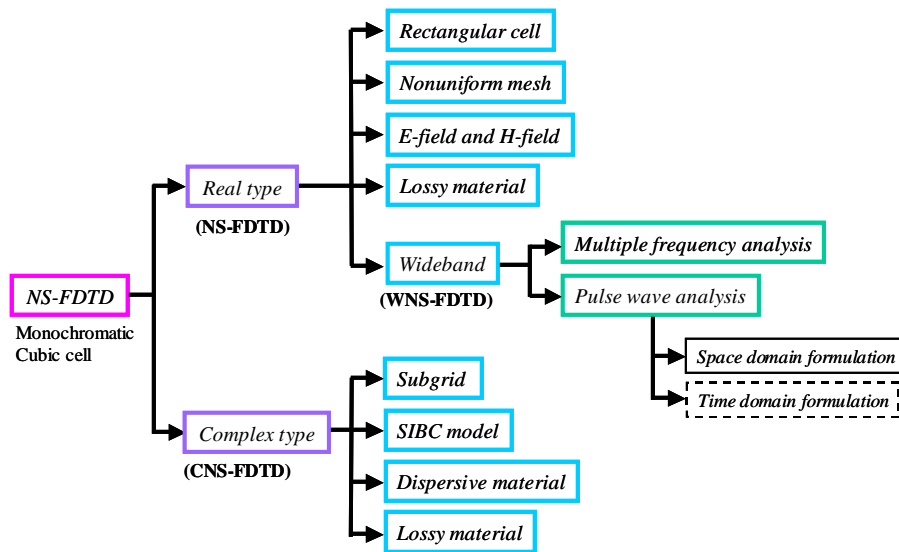 Rectangular cell
Nonuniform mesh
E-field and H-field
Real type
Lossy material
(NS-FDTD)
Multiple frequency analysis
Wideband
(WNS-FDTD)
NS-FDTD
Pulse wave analysis
Monochromatic
Cubic cell
Space domain formulation
Subgrid
Time domain formulation
Complex type
SIBC model
(CNS-FDTD)
Dispersive material
Lossy material